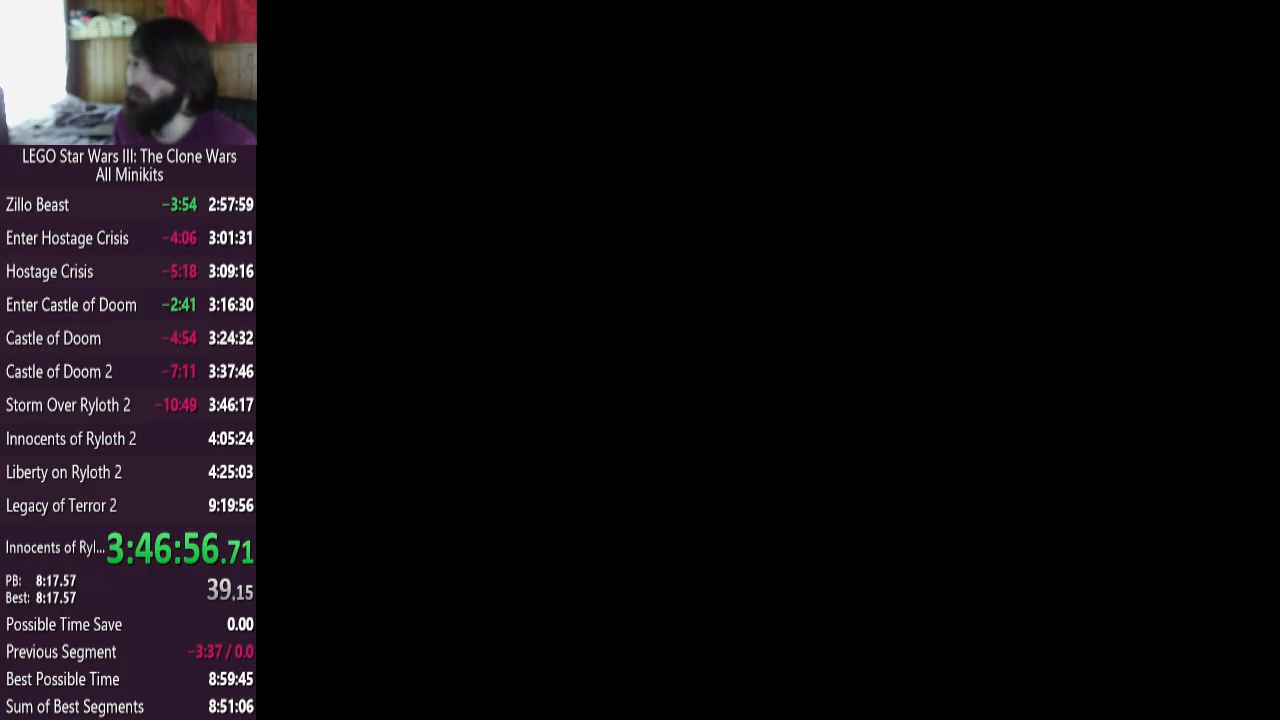 LEGO Star Wars III: The Clone Wars
All Minikits
Zillo Beast −3:54 2:57:59
Enter Hostage Crisis −4:06 3:01:31
Hostage Crisis −5:18 3:09:16
Enter Castle of Doom −2:41 3:16:30
Castle of Doom −4:54 3:24:32
Castle of Doom 2 −7:11 3:37:46
Storm Over Ryloth 2 −10:49 3:46:17
Innocents of Ryloth 2 4:05:24
Liberty on Ryloth 2 4:25:03
Legacy of Terror 2 9:19:56
Innocents of Ryl... 3:46:56.71
PB: 8:17.57 39.15
Best: 8:17.57
Possible Time Save 0.00
Previous Segment −3:37 / 0.0
Best Possible Time 8:59:45
Sum of Best Segments 8:51:06